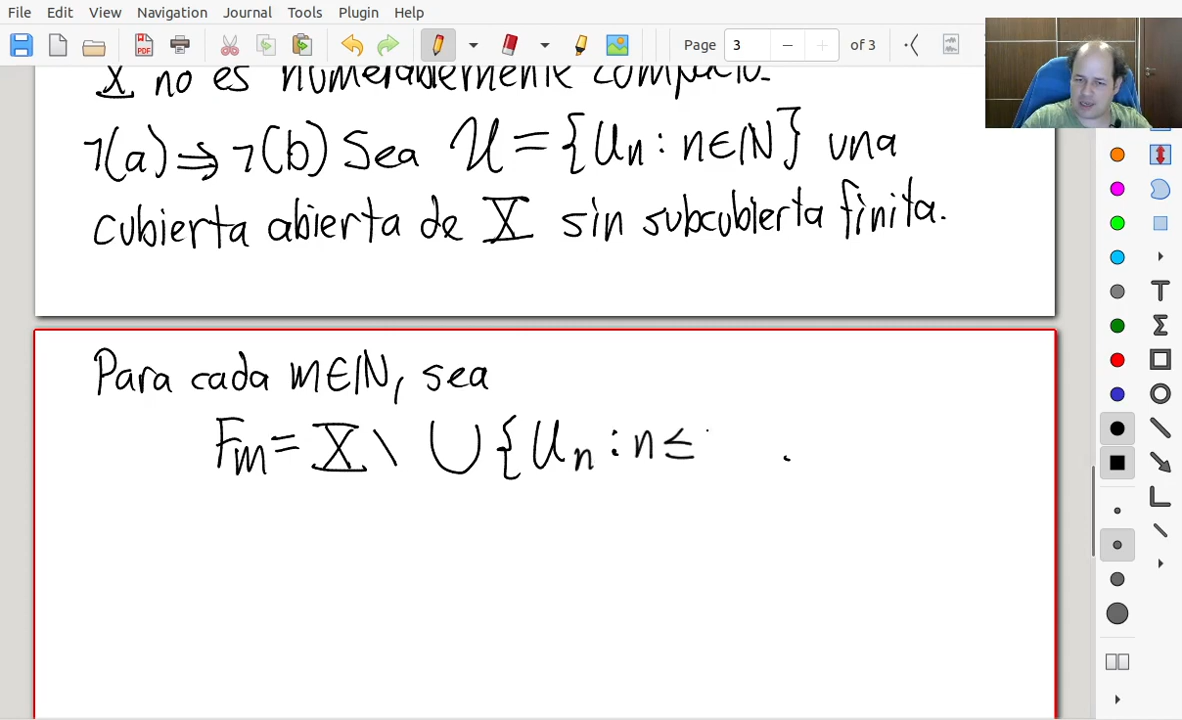 File Edit View Navigation Journal Tools Plugin Help
Page 3 of 3
X no es numerablemente compacto.
¬(a)⇒¬(b) Sea U={Un : n∈ℕ} una
cubierta abierta de X sin subcubierta finita.
Para cada m∈ℕ, sea
Fm = X \ ∪{Un : n≤